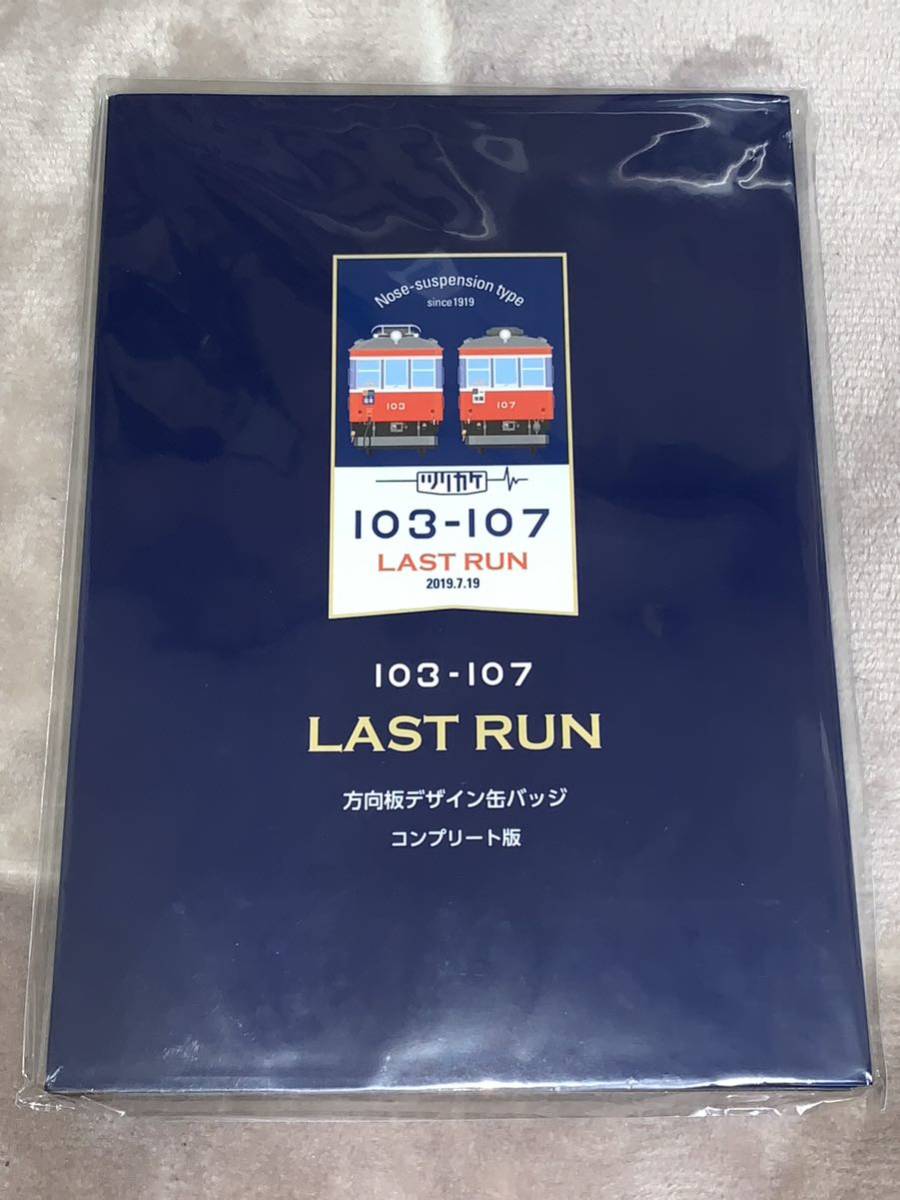 Nose-suspension type
since 1919
103
107
ツリカケ
103-107
LAST RUN
2019.7.19
103-107
LAST RUN
方向板デザイン缶バッジ
コンプリート版